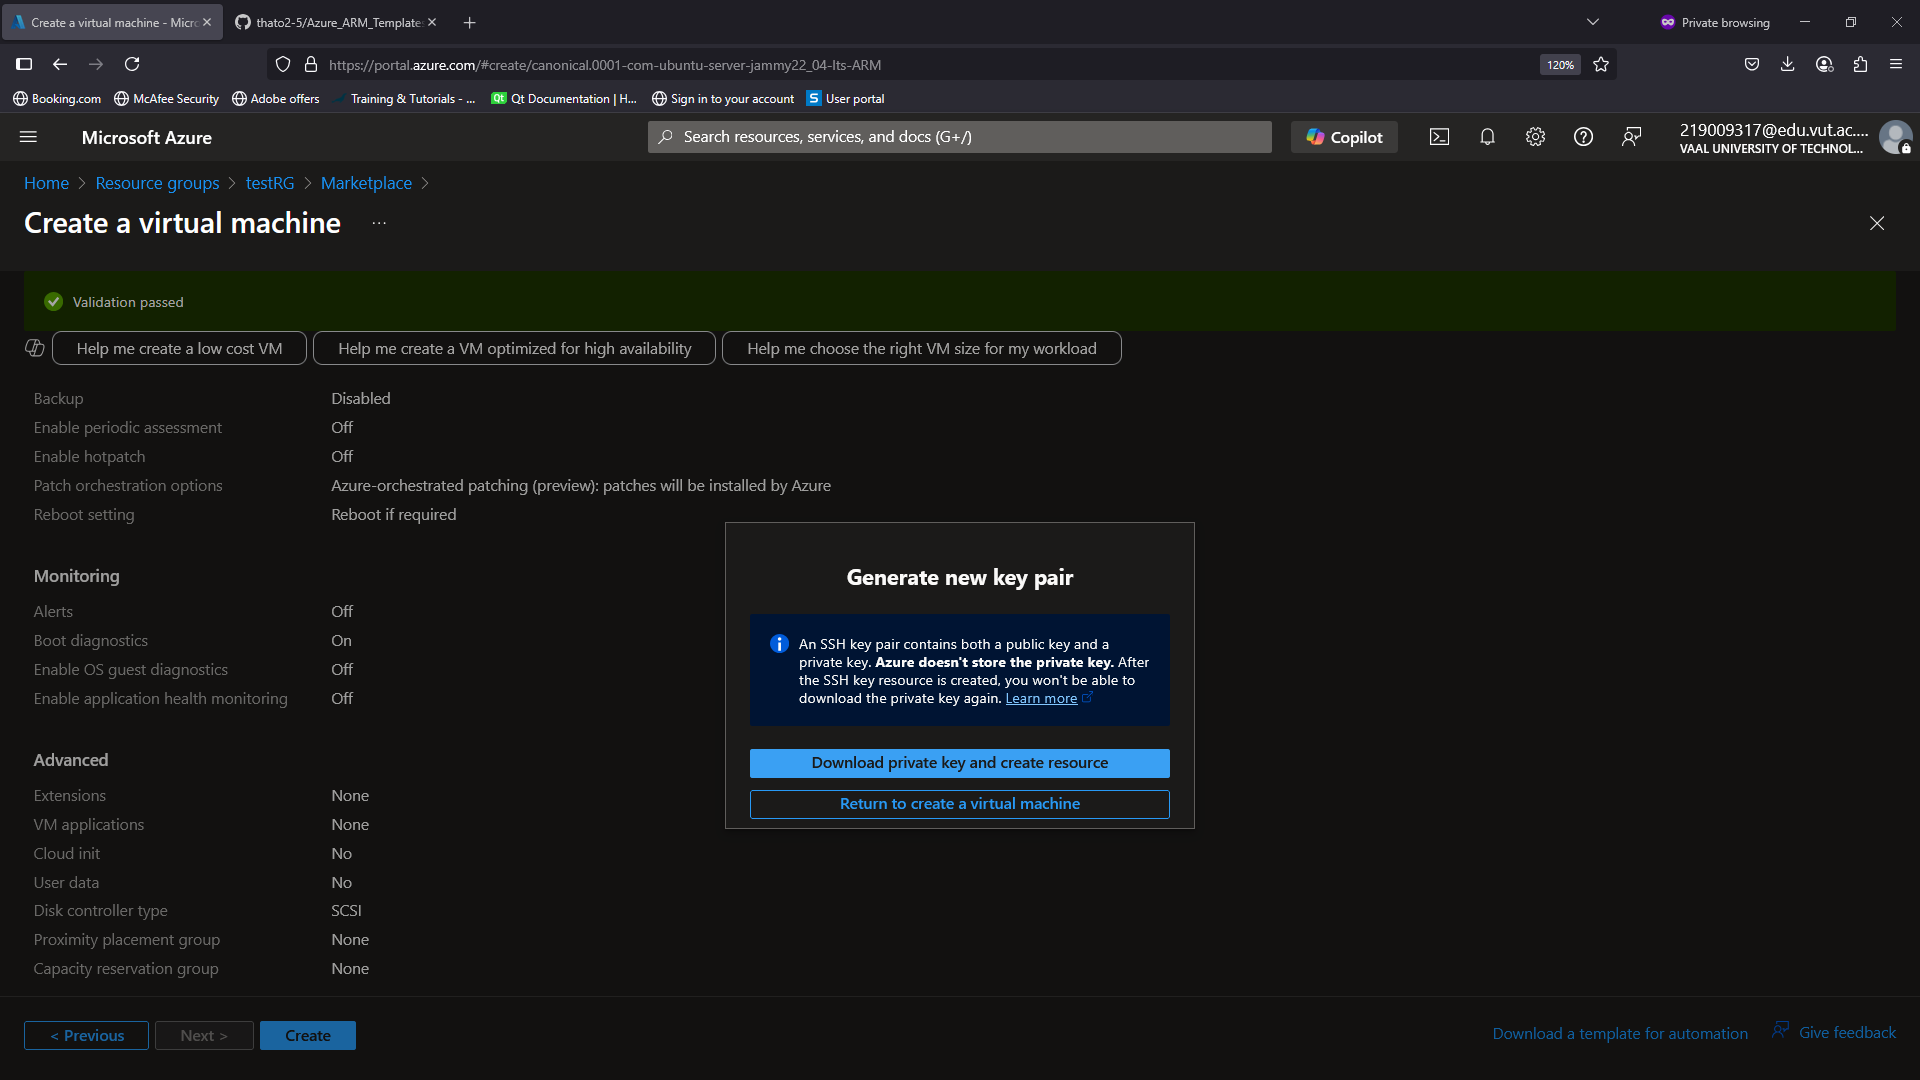 Create a virtual machine - Micro
thato2-5/Azure_ARM_Templates
Private browsing
https://portal.azure.com/#create/canonical.0001-com-ubuntu-server-jammy22_04-lts-ARM
120%
Booking.com
McAfee Security
Adobe offers
Training & Tutorials - ...
Qt Documentation | H...
Sign in to your account
User portal
Microsoft Azure
Search resources, services, and docs (G+/)
Copilot
219009317@edu.vut.ac....
VAAL UNIVERSITY OF TECHNOL...
Home > Resource groups > testRG > Marketplace >
Create a virtual machine ...
Validation passed
Help me create a low cost VM
Help me create a VM optimized for high availability
Help me choose the right VM size for my workload
Backup Disabled
Enable periodic assessment Off
Enable hotpatch Off
Patch orchestration options Azure-orchestrated patching (preview): patches will be installed by Azure
Reboot setting Reboot if required
Monitoring
Alerts Off
Boot diagnostics On
Enable OS guest diagnostics Off
Enable application health monitoring Off
Advanced
Extensions None
VM applications None
Cloud init No
User data No
Disk controller type SCSI
Proximity placement group None
Capacity reservation group None
Generate new key pair
An SSH key pair contains both a public key and a
private key. Azure doesn't store the private key. After
the SSH key resource is created, you won't be able to
download the private key again. Learn more
Download private key and create resource
Return to create a virtual machine
< Previous
Next >
Create
Download a template for automation
Give feedback